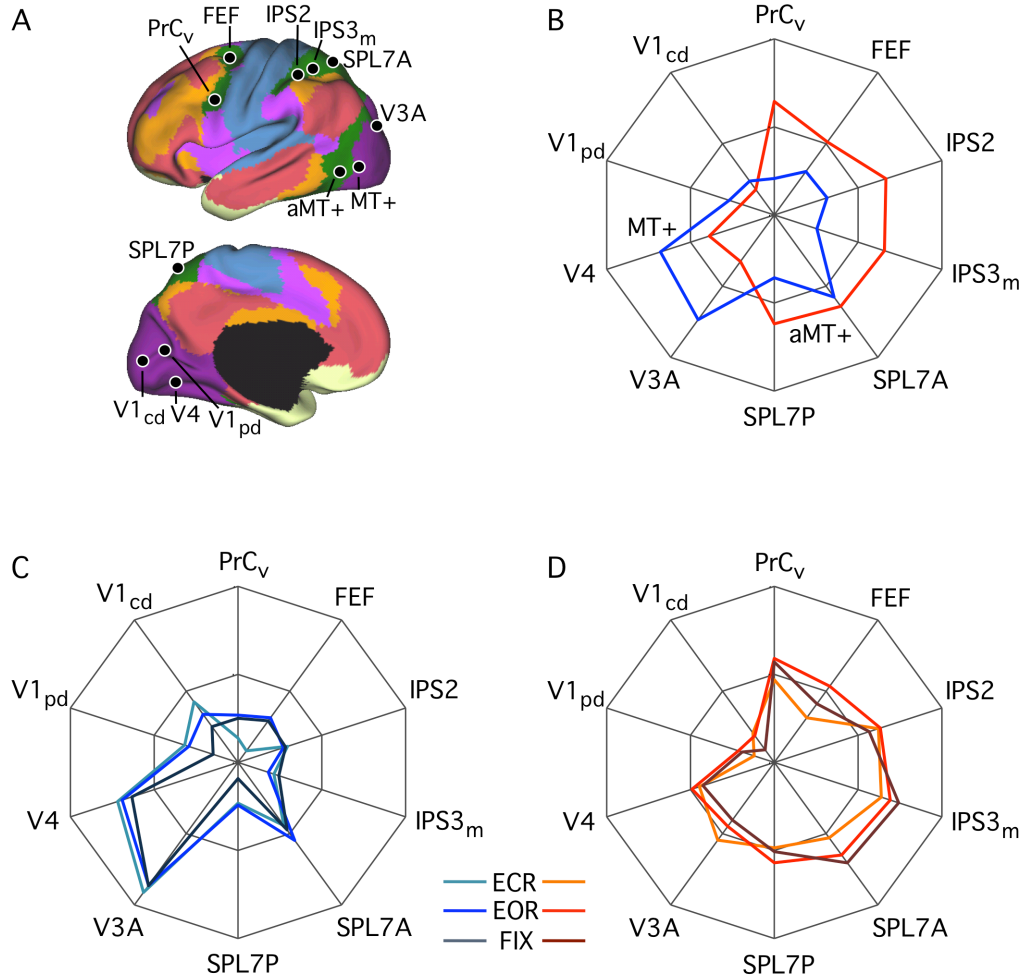 A
PrCv
FEF
IPS2
IPS3m
SPL7A
V3A
aMT+
MT+
SPL7P
V1cd
V4
V1pd
B
PrCv
FEF
IPS2
IPS3m
SPL7A
SPL7P
V3A
V4
V1pd
V1cd
MT+
aMT+
C
PrCv
FEF
IPS2
IPS3m
SPL7A
SPL7P
V3A
V4
V1pd
V1cd
D
PrCv
FEF
IPS2
IPS3m
SPL7A
SPL7P
V3A
V4
V1pd
V1cd
ECR
EOR
FIX